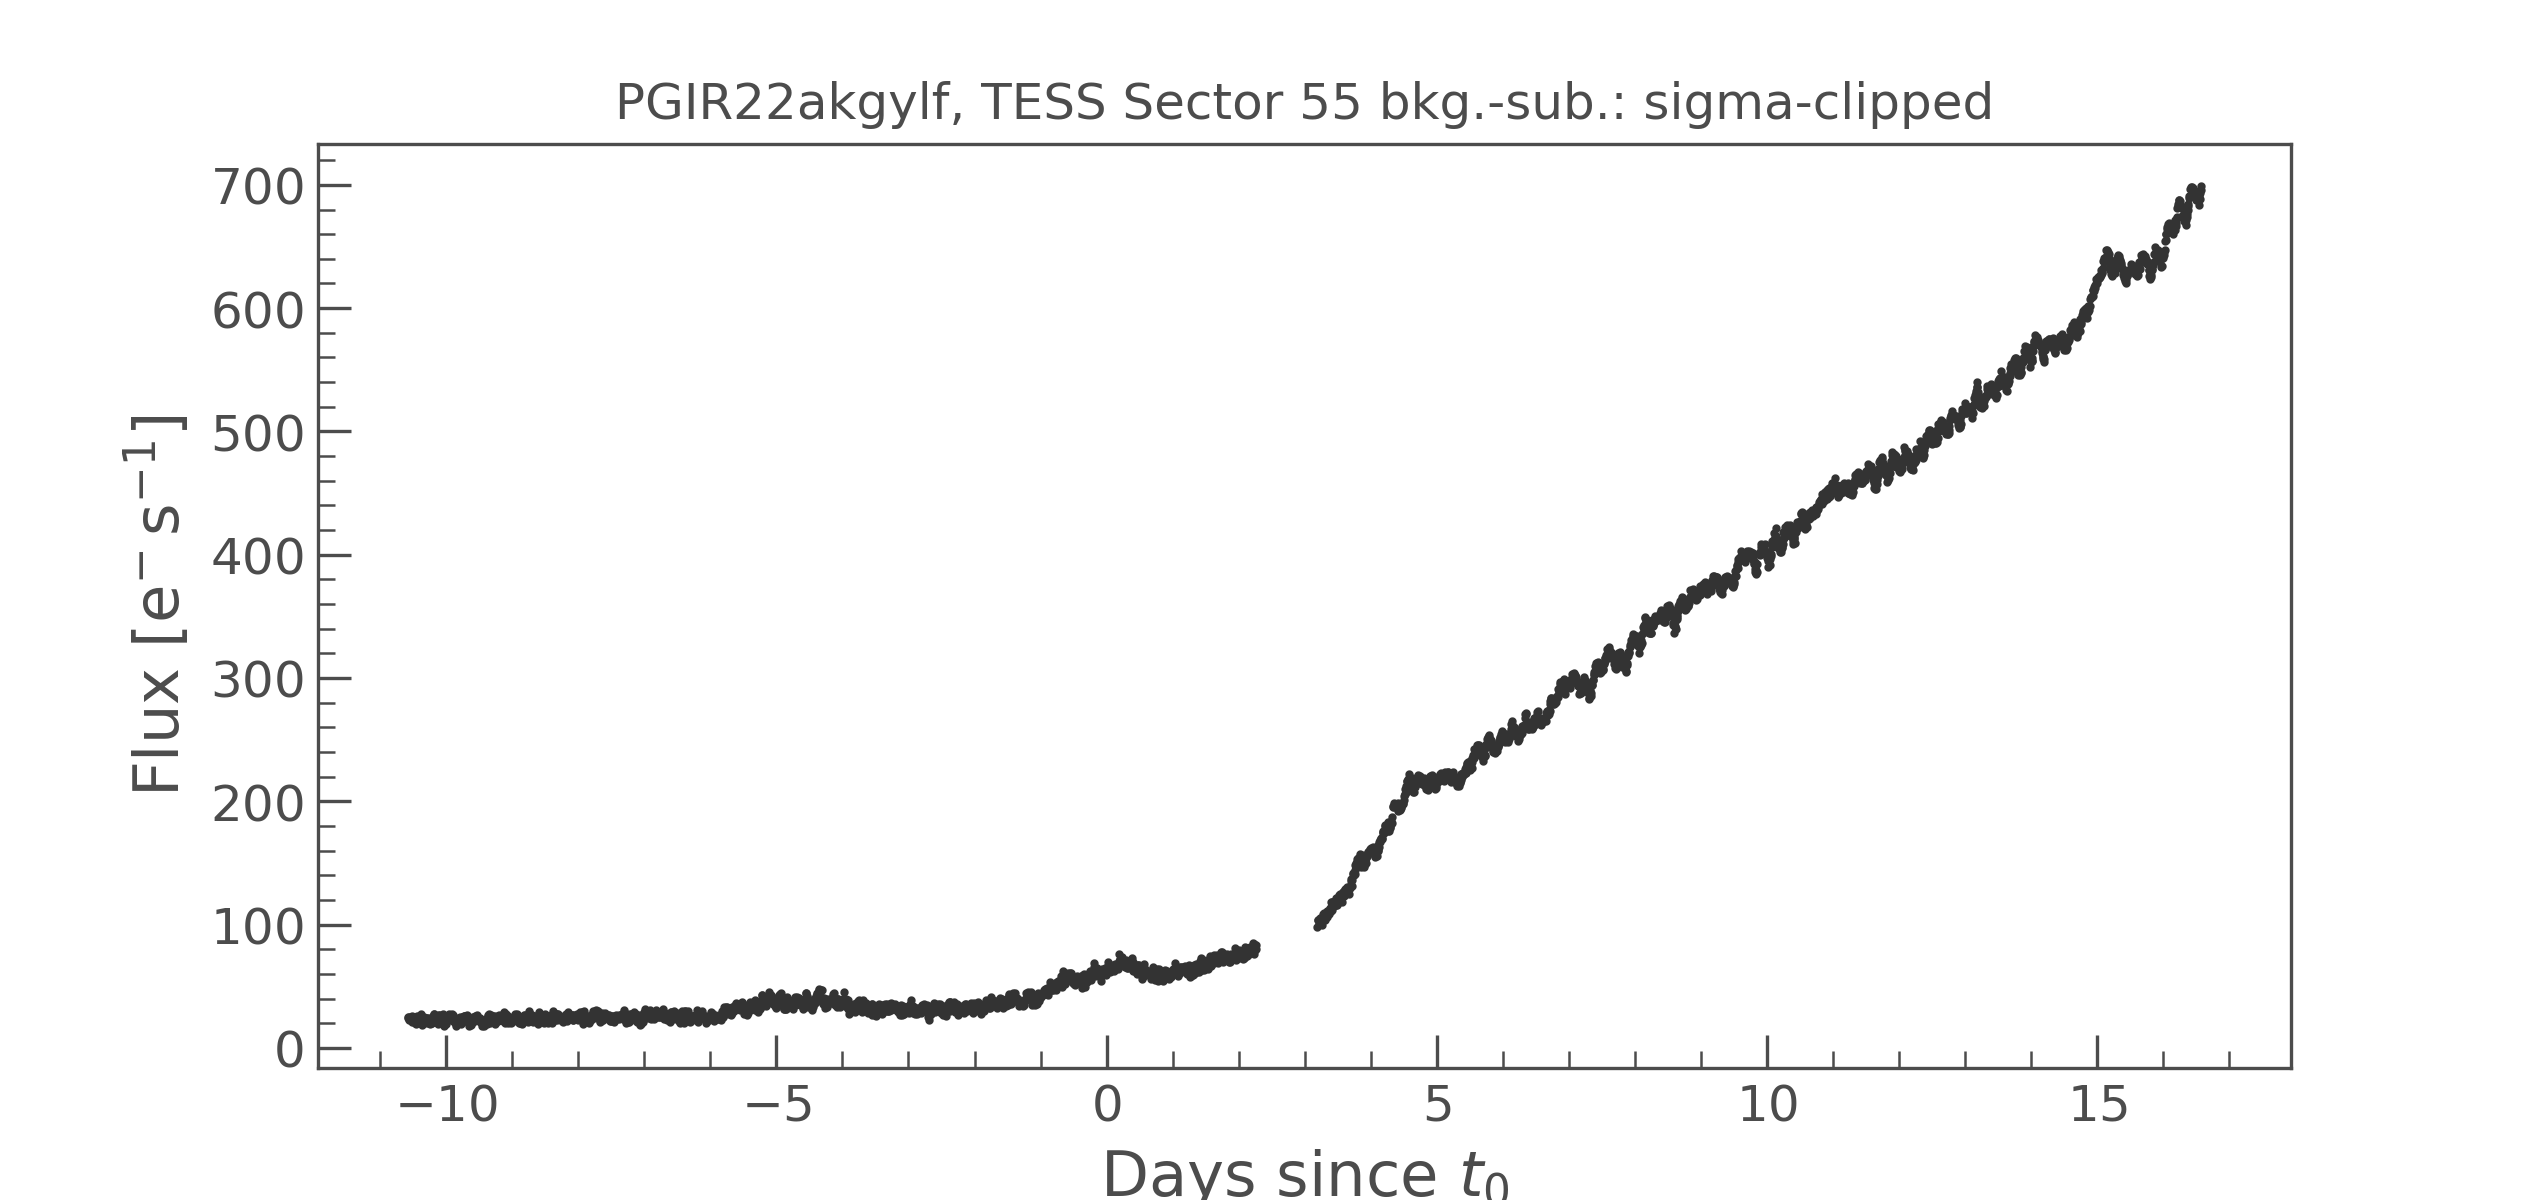 PGIR22akgylf, TESS Sector 55 bkg.-sub.: sigma-clipped
Flux [e⁻ s⁻¹]
700
600
500
400
300
200
100
0
−10 −5 0 5 10 15
Days since t₀